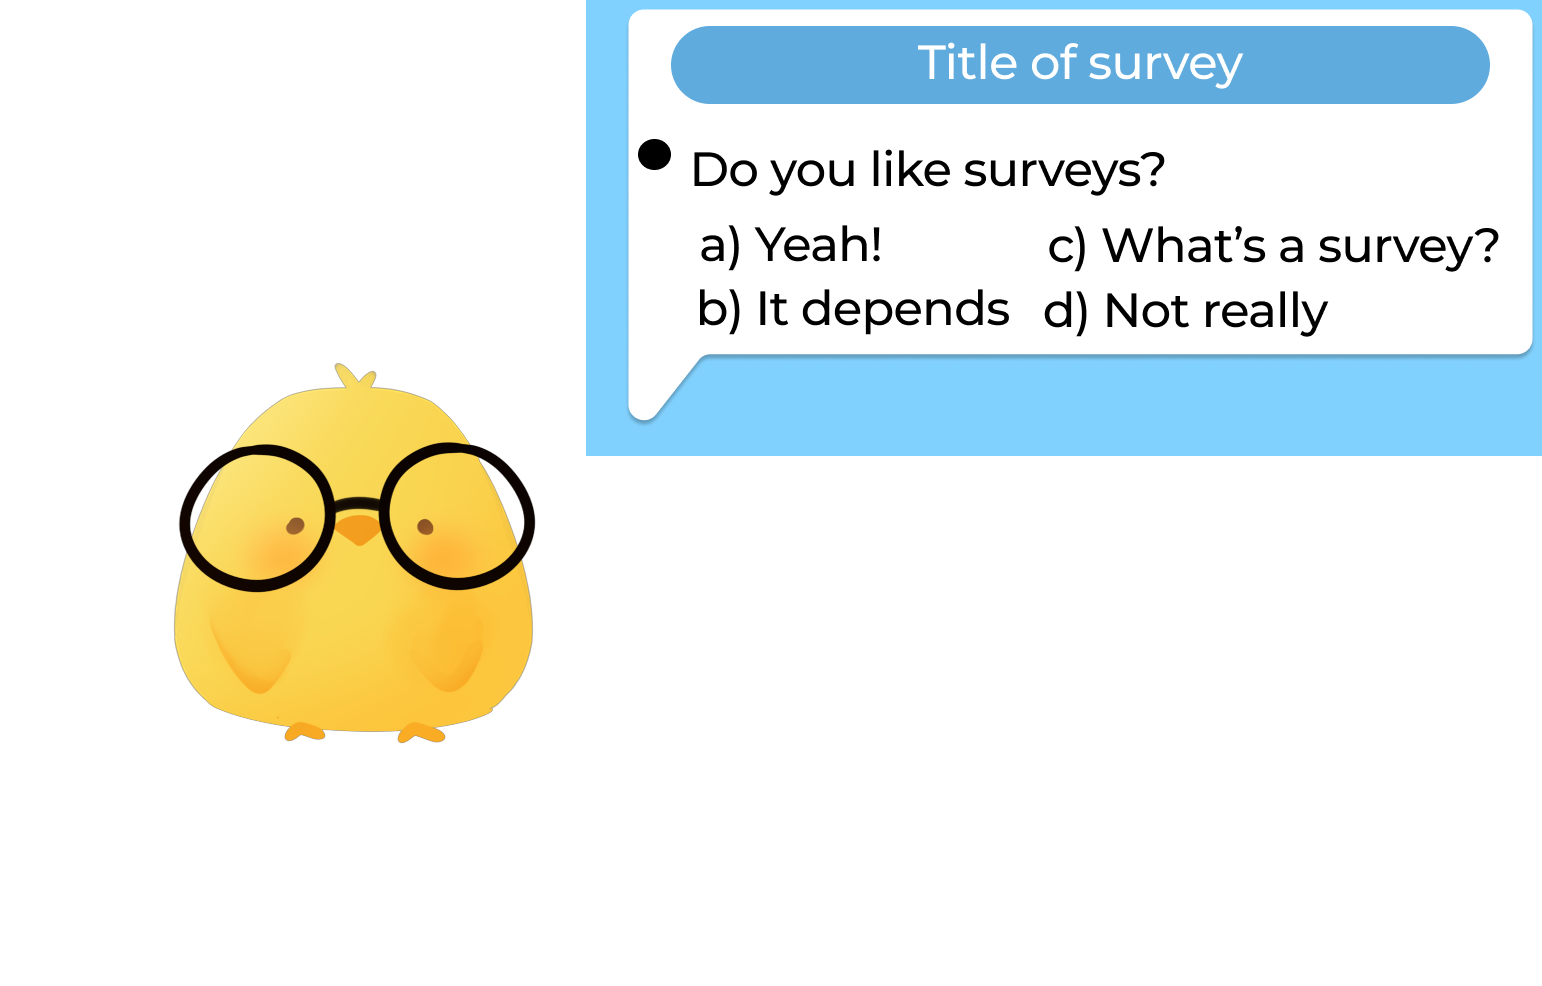 Title of survey
Do you like surveys?
a) Yeah!
b) It depends
c) What’s a survey?
d) Not really